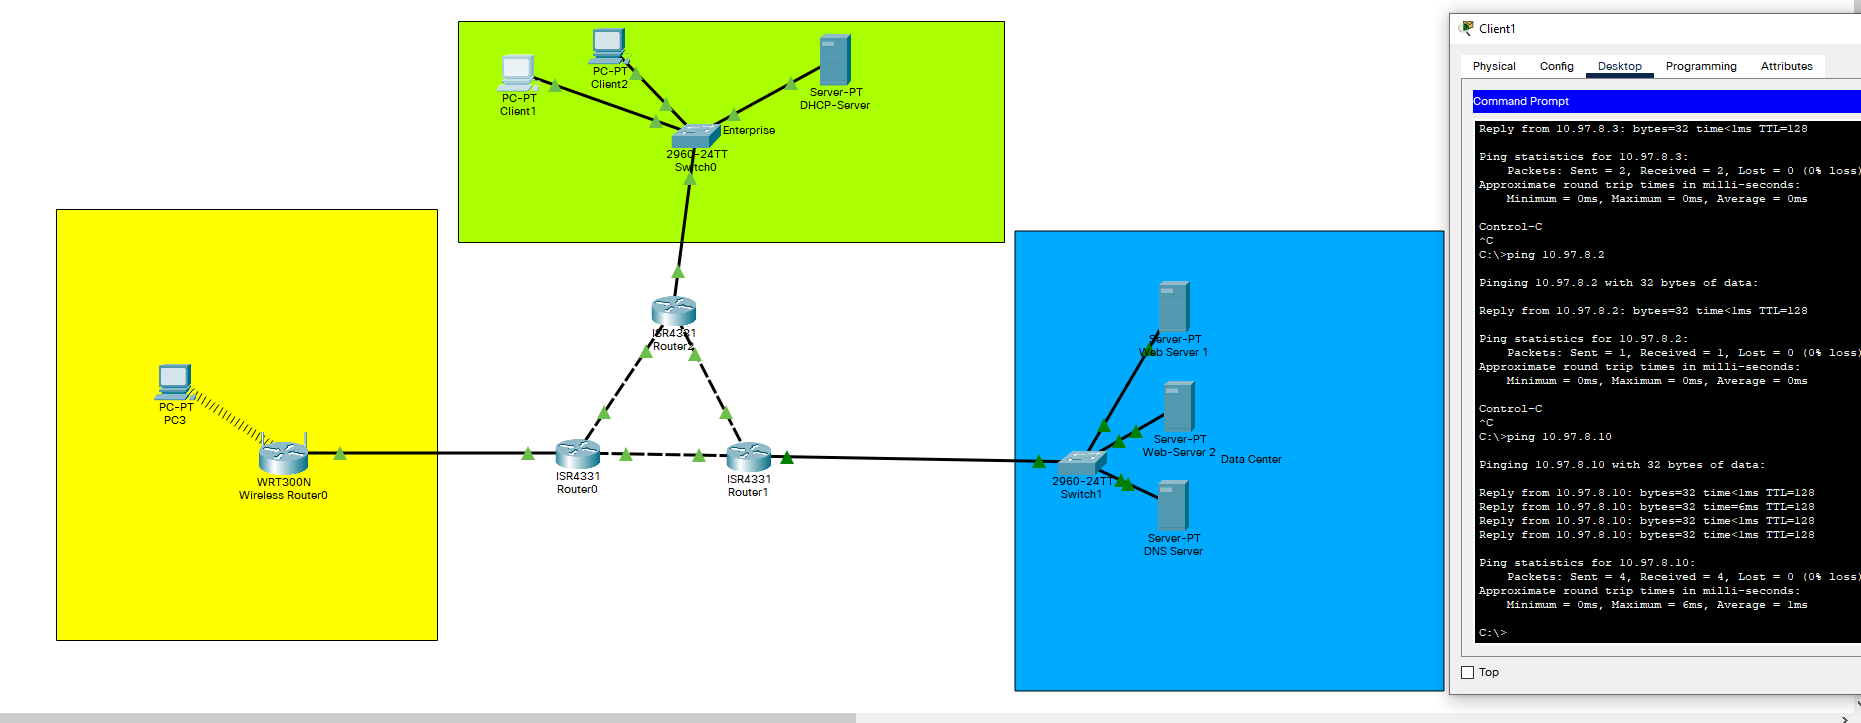 PC-PT
Client2
PC-PT
Client1
Server-PT
DHCP-Server
Enterprise
2960-24TT
Switch0
ISR4331
Router2
PC-PT
PC3
WRT300N
Wireless Router0
ISR4331
Router0
ISR4331
Router1
Server-PT
Web Server 1
Server-PT
Web-Server 2
Data Center
2960-24TT
Switch1
Server-PT
DNS Server
Client1
Physical Config Desktop Programming Attributes
Command Prompt
Reply from 10.97.8.3: bytes=32 time<1ms TTL=128
Ping statistics for 10.97.8.3:
Packets: Sent = 2, Received = 2, Lost = 0 (0% loss)
Approximate round trip times in milli-seconds:
Minimum = 0ms, Maximum = 0ms, Average = 0ms
Control-C
^C
C:\>ping 10.97.8.2
Pinging 10.97.8.2 with 32 bytes of data:
Reply from 10.97.8.2: bytes=32 time<1ms TTL=128
Ping statistics for 10.97.8.2:
Packets: Sent = 1, Received = 1, Lost = 0 (0% loss)
Approximate round trip times in milli-seconds:
Minimum = 0ms, Maximum = 0ms, Average = 0ms
Control-C
^C
C:\>ping 10.97.8.10
Pinging 10.97.8.10 with 32 bytes of data:
Reply from 10.97.8.10: bytes=32 time<1ms TTL=128
Reply from 10.97.8.10: bytes=32 time=6ms TTL=128
Reply from 10.97.8.10: bytes=32 time<1ms TTL=128
Reply from 10.97.8.10: bytes=32 time<1ms TTL=128
Ping statistics for 10.97.8.10:
Packets: Sent = 4, Received = 4, Lost = 0 (0% loss)
Approximate round trip times in milli-seconds:
Minimum = 0ms, Maximum = 6ms, Average = 1ms
C:\>
Top